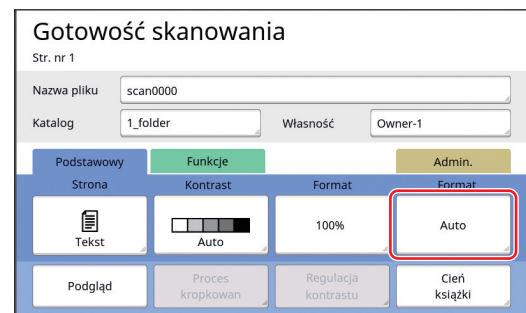 Gotowość skanowania
Str. nr 1
Nazwa pliku scan0000
Katalog 1_folder Własność Owner-1
Podstawowy Funkcje Admin.
Strona Kontrast Format Format
Tekst Auto 100% Auto
Podgląd Proces kropkowan Regulacja kontrastu Cień książki